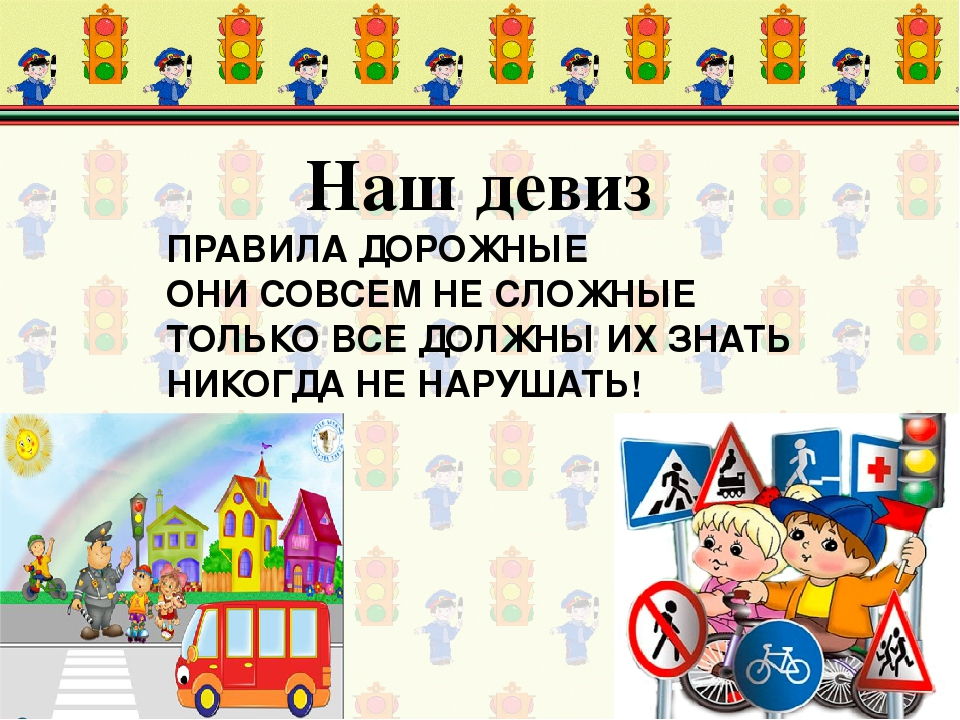 Наш девиз
ПРАВИЛА ДОРОЖНЫЕ
ОНИ СОВСЕМ НЕ СЛОЖНЫЕ
ТОЛЬКО ВСЕ ДОЛЖНЫ ИХ ЗНАТЬ
НИКОГДА НЕ НАРУШАТЬ!